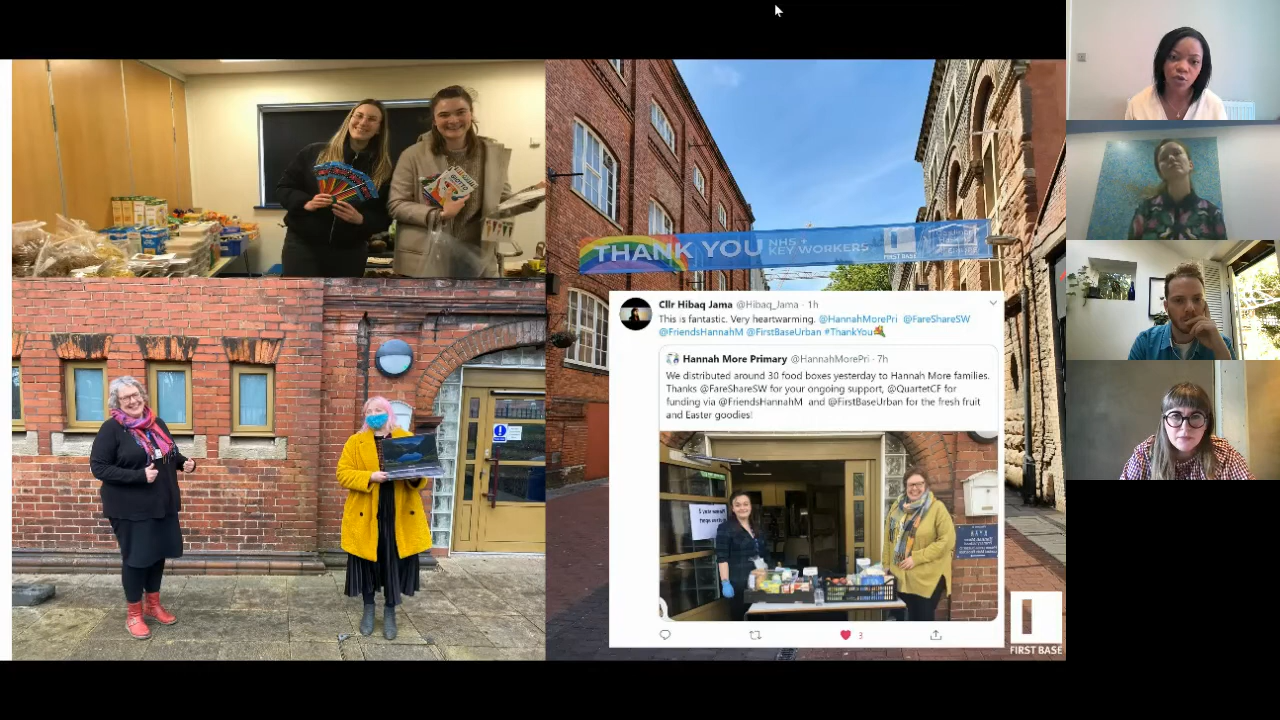 THANK YOU NHS + KEY WORKERS
FIRST BASE
Cllr Hibaq Jama @Hibaq_Jama · 1h
This is fantastic. Very heartwarming. @HannahMorePri @FareShareSW
@FriendsHannahM @FirstBaseUrban #ThankYou
Hannah More Primary @HannahMorePri · 7h
We distributed around 30 food boxes yesterday to Hannah More families.
Thanks @FareShareSW for your ongoing support, @QuartetCF for
funding via @FriendsHannahM and @FirstBaseUrban for the fresh fruit
and Easter goodies!
3
FIRST BASE